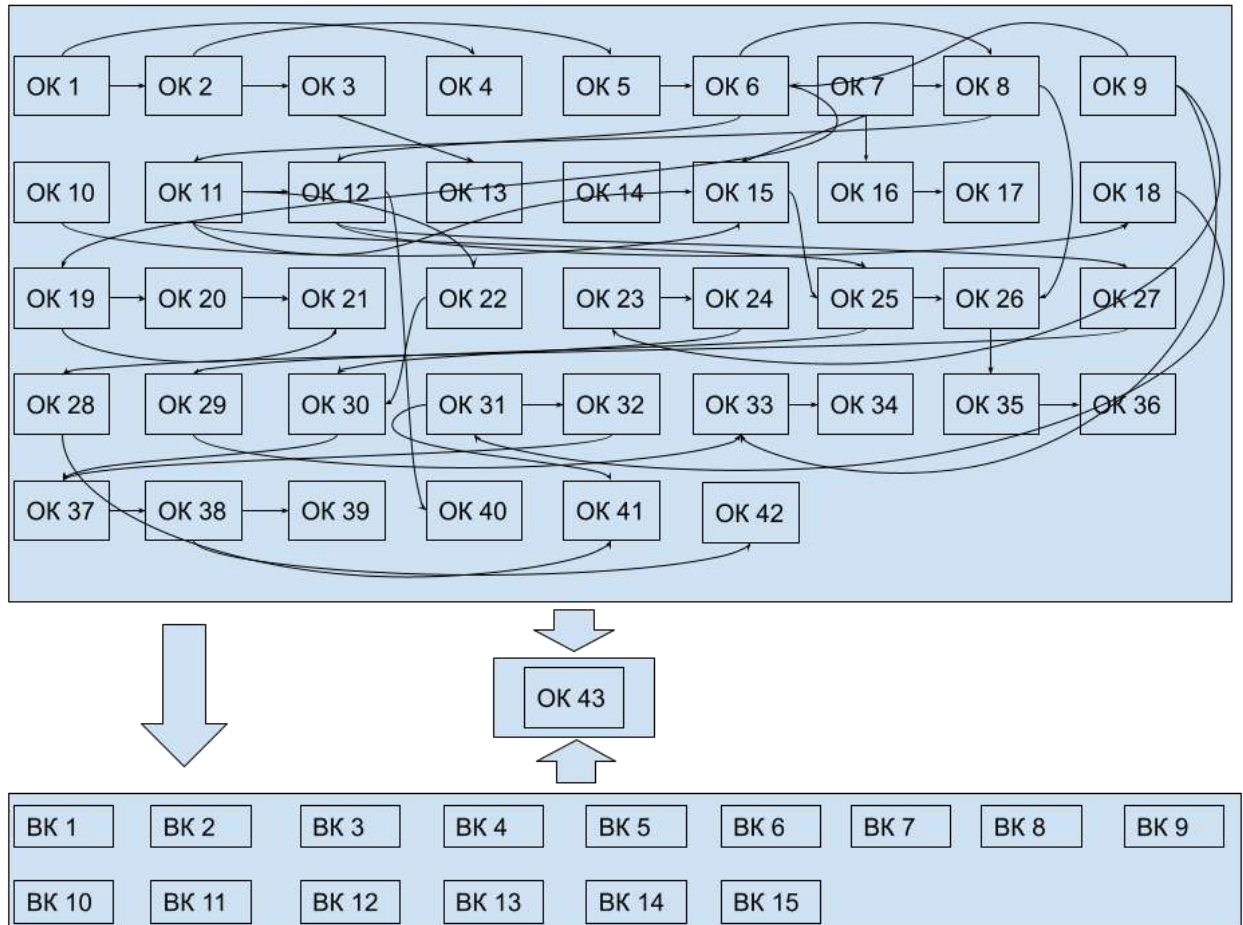 ОК 1 ОК 2 ОК 3 ОК 4 ОК 5 ОК 6 ОК 7 ОК 8 ОК 9
ОК 10 ОК 11 ОК 12 ОК 13 ОК 14 ОК 15 ОК 16 ОК 17 ОК 18
ОК 19 ОК 20 ОК 21 ОК 22 ОК 23 ОК 24 ОК 25 ОК 26 ОК 27
ОК 28 ОК 29 ОК 30 ОК 31 ОК 32 ОК 33 ОК 34 ОК 35 ОК 36
ОК 37 ОК 38 ОК 39 ОК 40 ОК 41 ОК 42
ОК 43
ВК 1 ВК 2 ВК 3 ВК 4 ВК 5 ВК 6 ВК 7 ВК 8 ВК 9
ВК 10 ВК 11 ВК 12 ВК 13 ВК 14 ВК 15